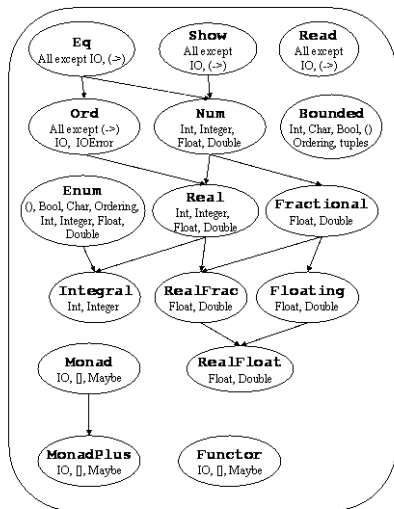 Eq
All except IO, (->)
Show
All except
IO, (->)
Read
All except
IO, (->)
Ord
All except (->)
IO, IOError
Num
Int, Integer,
Float, Double
Bounded
Int, Char, Bool, ()
Ordering, tuples
Enum
(), Bool, Char, Ordering,
Int, Integer, Float,
Double
Real
Int, Integer,
Float, Double
Fractional
Float, Double
Integral
Int, Integer
RealFrac
Float, Double
Floating
Float, Double
Monad
IO, [], Maybe
RealFloat
Float, Double
MonadPlus
IO, [], Maybe
Functor
IO, [], Maybe